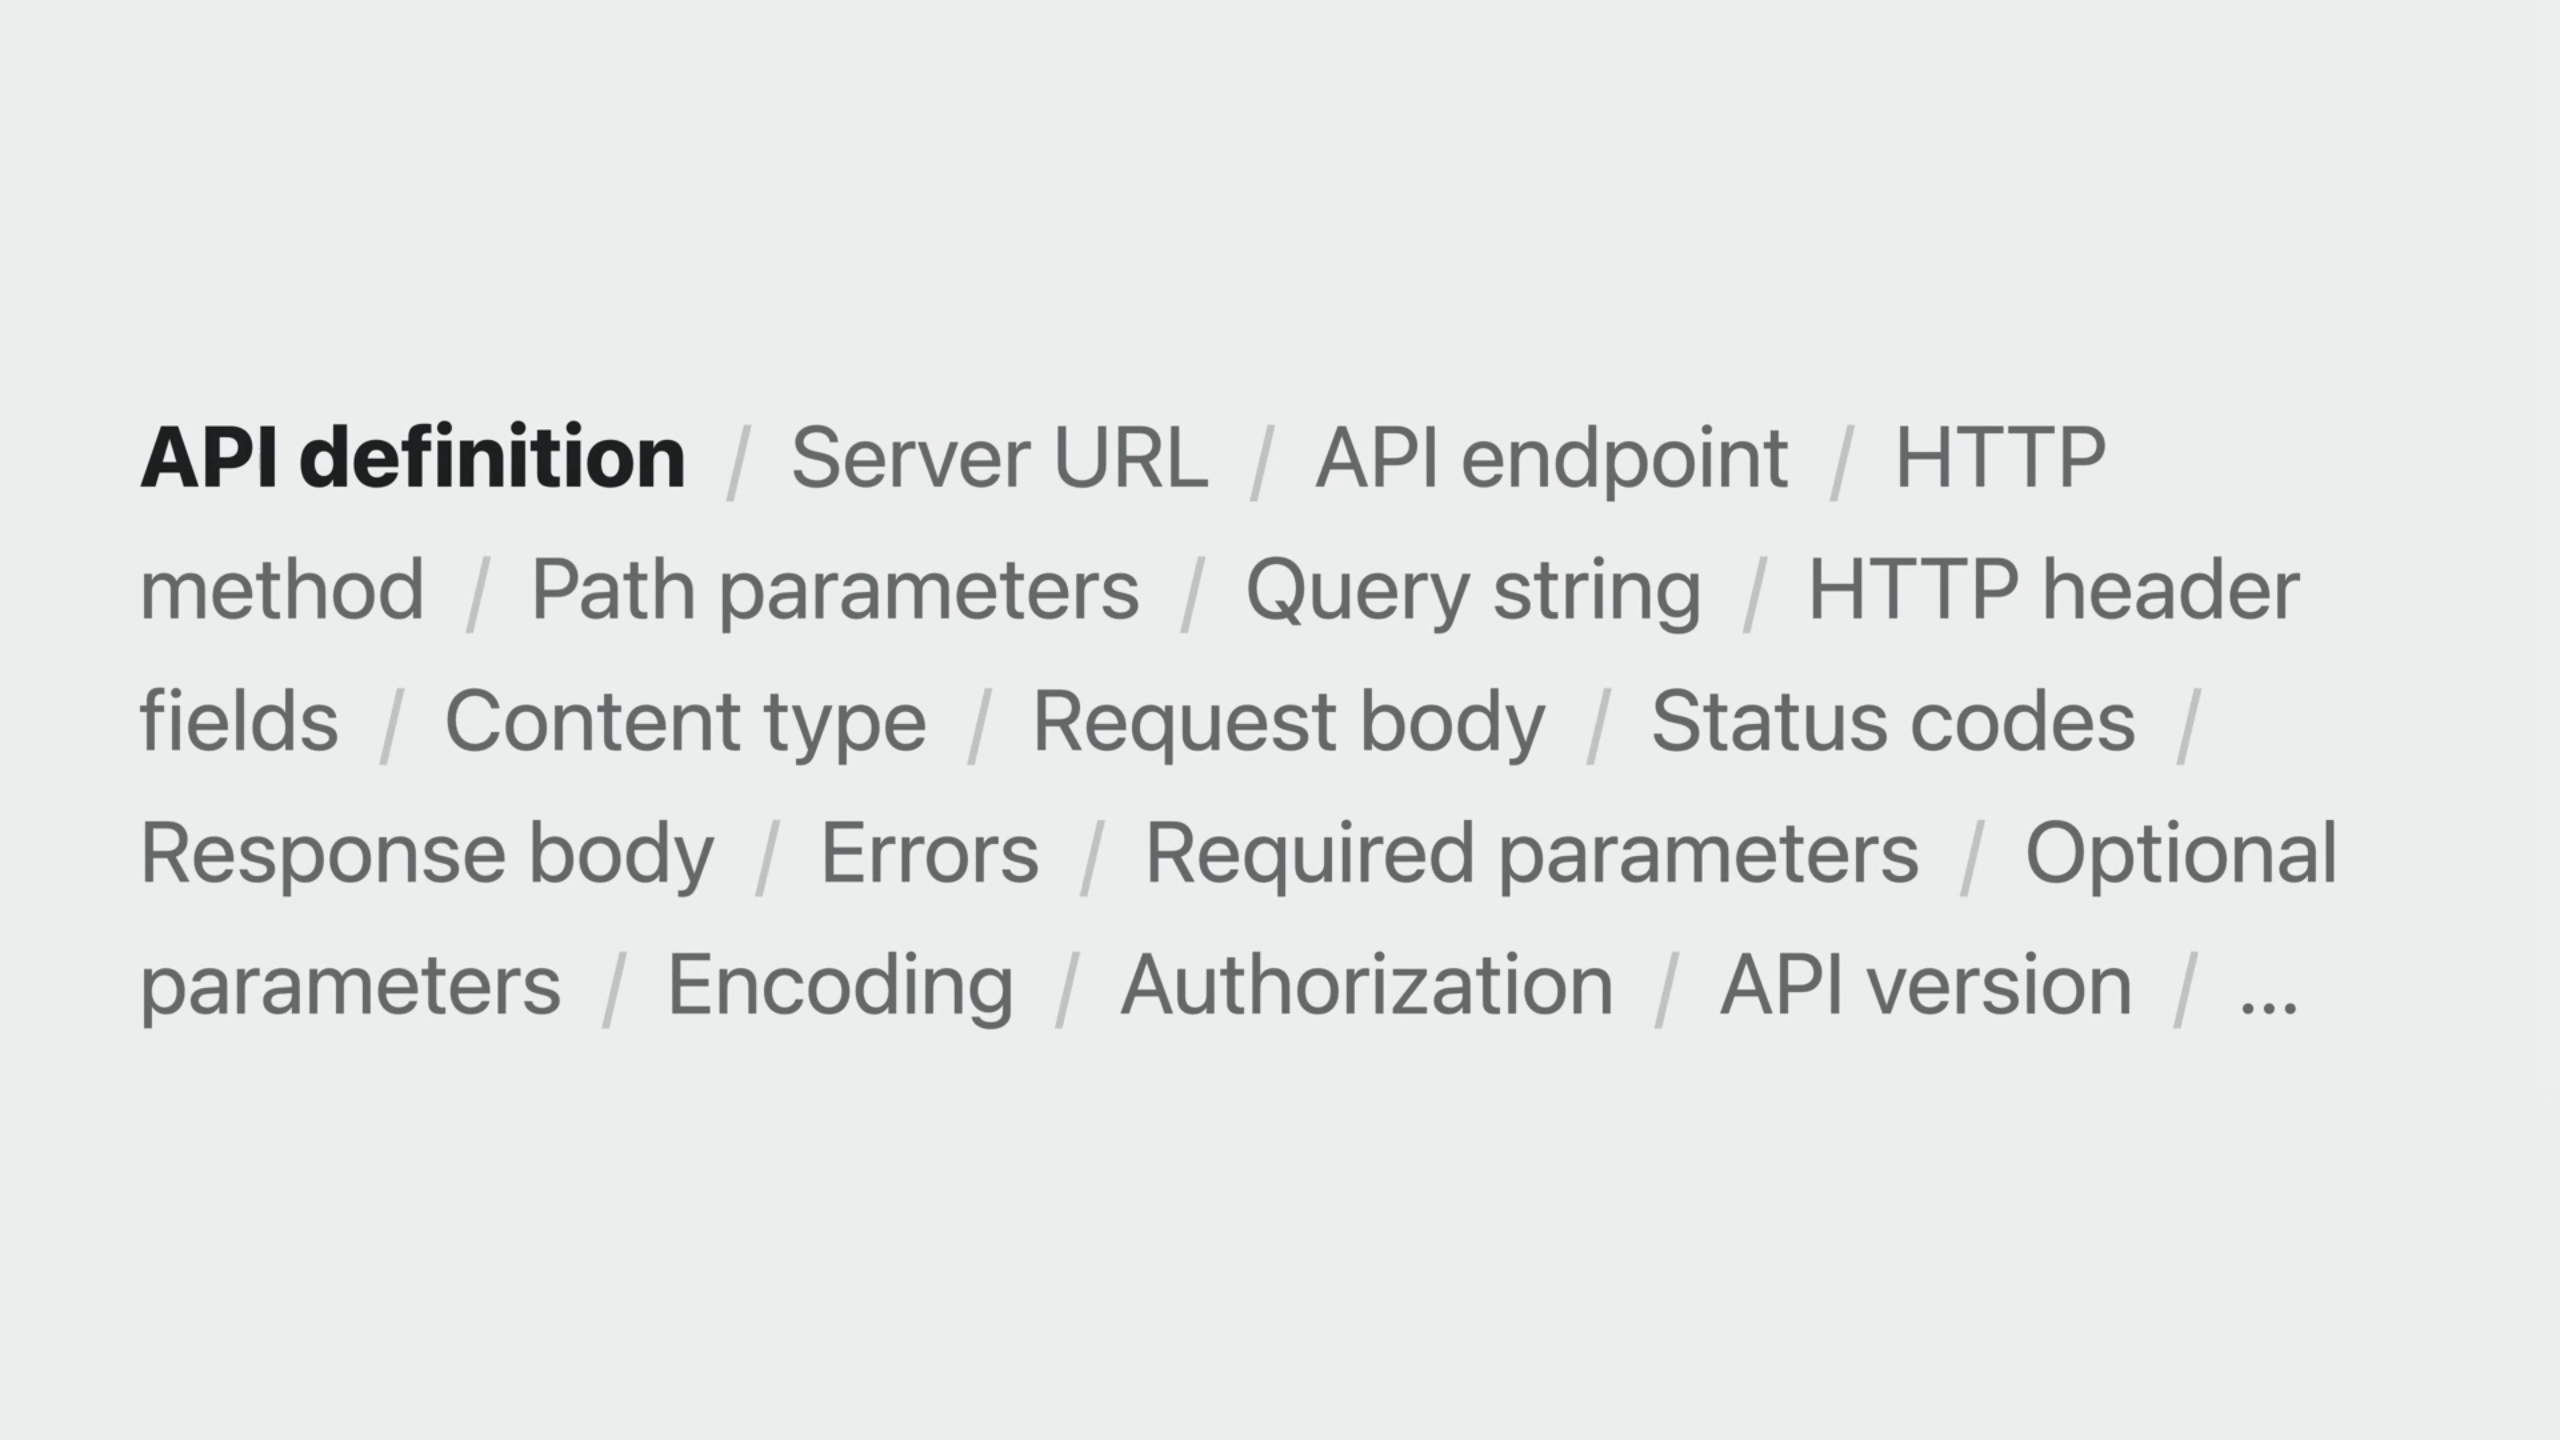 API definition / Server URL / API endpoint / HTTP
method / Path parameters / Query string / HTTP header
fields / Content type / Request body / Status codes /
Response body / Errors / Required parameters / Optional
parameters / Encoding / Authorization / API version / ...